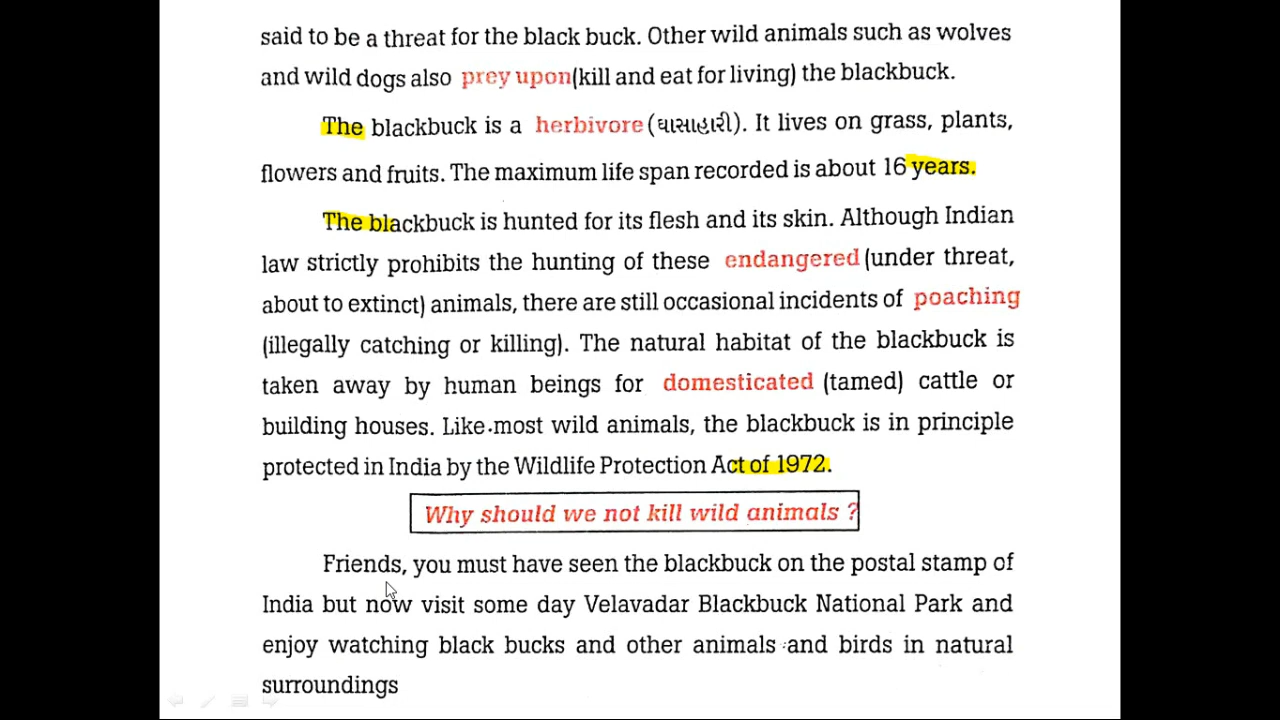 said to be a threat for the black buck. Other wild animals such as wolves
and wild dogs also prey upon(kill and eat for living) the blackbuck.
The blackbuck is a herbivore (ઘાસાહારી). It lives on grass, plants,
flowers and fruits. The maximum life span recorded is about 16 years.
The blackbuck is hunted for its flesh and its skin. Although Indian
law strictly prohibits the hunting of these endangered (under threat,
about to extinct) animals, there are still occasional incidents of poaching
(illegally catching or killing). The natural habitat of the blackbuck is
taken away by human beings for domesticated (tamed) cattle or
building houses. Like most wild animals, the blackbuck is in principle
protected in India by the Wildlife Protection Act of 1972.
Why should we not kill wild animals ?
Friends, you must have seen the blackbuck on the postal stamp of
India but now visit some day Velavadar Blackbuck National Park and
enjoy watching black bucks and other animals and birds in natural
surroundings